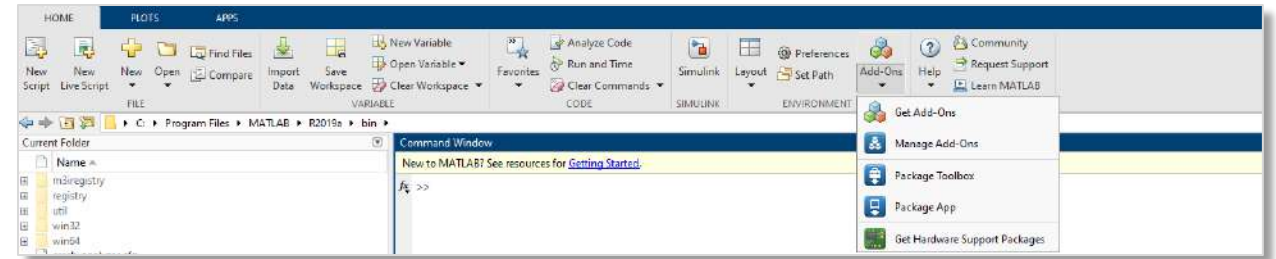 HOME PLOTS APPS
New Script
New Live Script
New
Open
Find Files
Compare
Import Data
Save Workspace
New Variable
Open Variable
Clear Workspace
Favorites
Analyze Code
Run and Time
Clear Commands
Simulink
Layout
Preferences
Set Path
Add-Ons
Help
Community
Request Support
Learn MATLAB
FILE VARIABLE CODE SIMULINK ENVIRONMENT
C: Program Files MATLAB R2019a bin
Current Folder
Name
m3iregistry
registry
util
win32
win64
Command Window
New to MATLAB? See resources for Getting Started.
fx >>
Get Add-Ons
Manage Add-Ons
Package Toolbox
Package App
Get Hardware Support Packages